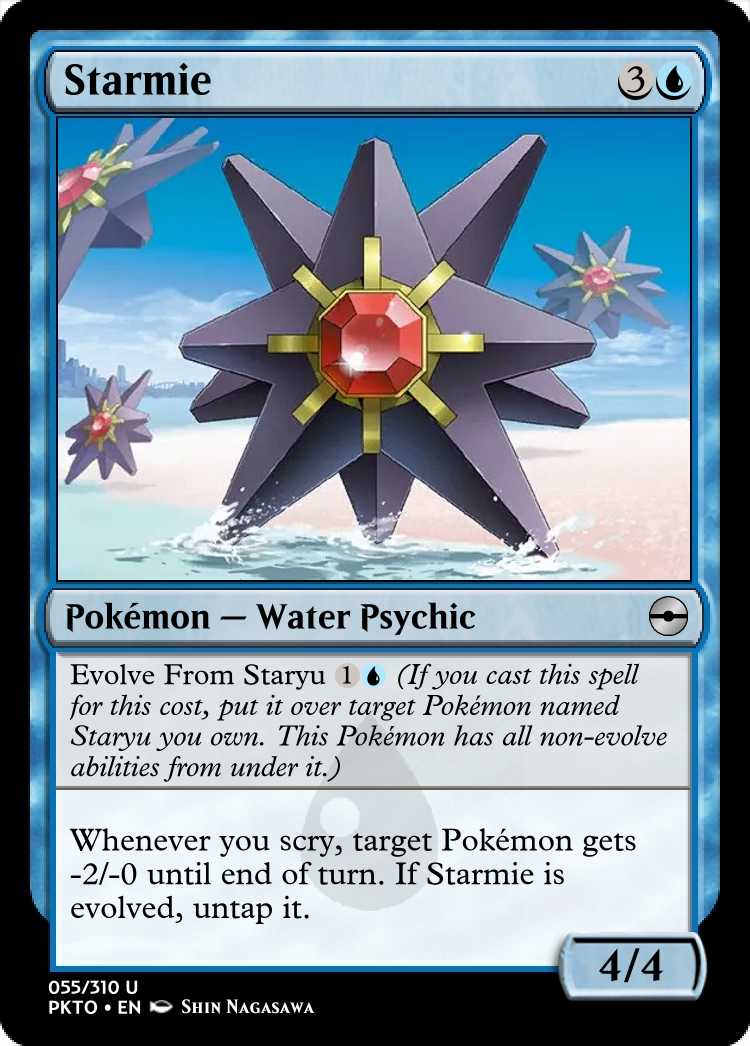 Starmie 3
Pokémon — Water Psychic
Evolve From Staryu 1 (If you cast this spell
for this cost, put it over target Pokémon named
Staryu you own. This Pokémon has all non-evolve
abilities from under it.)
Whenever you scry, target Pokémon gets
-2/-0 until end of turn. If Starmie is
evolved, untap it.
4/4
055/310 U
PKTO • EN Shin Nagasawa